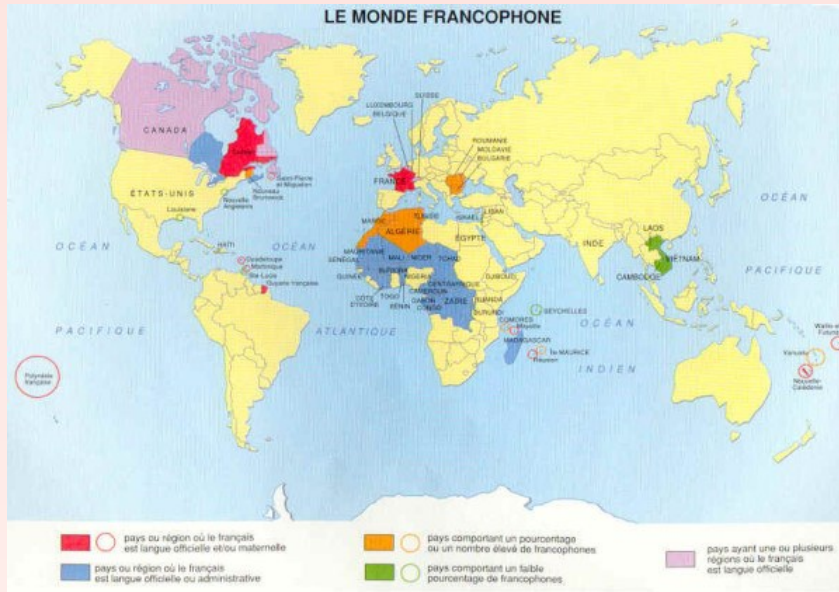 LE MONDE FRANCOPHONE
SUISSE
LUXEMBOURG
BELGIQUE
CANADA
ROUMANIE
MOLDAVIE
BULGARIE
FRANCE
Saint-Pierre
et Miquelon
Nouveau
Brunswick
Nouvelle
Angleterre
ÉTATS-UNIS
Louisiane
OCÉAN
PACIFIQUE
OCÉAN
ATLANTIQUE
HAÏTI
Guadeloupe
Martinique
Ste-Lucie
Guyane française
MAROC
TUNISIE
ALGÉRIE
ISRAËL
LIBAN
ÉGYPTE
MAURITANIE
SÉNÉGAL
MALI
NIGER
TCHAD
GUINÉE
BURKINA
NIGERIA
CENTRAFRIQUE
CAMEROUN
DJIBOUTI
CÔTE
D'IVOIRE
TOGO
BÉNIN
GABON
CONGO
ZAÏRE
RUANDA
BURUNDI
SEYCHELLES
COMORES
Mayotte
MADAGASCAR
Île MAURICE
Réunion
OCÉAN
INDIEN
INDE
LAOS
VIÊTNAM
CAMBODGE
OCÉAN
PACIFIQUE
Wallis et
Futuna
Vanuatu
Nouvelle-
Calédonie
Polynésie
française
pays ou région où le français
est langue officielle et/ou maternelle
pays ou région où le français
est langue officielle ou administrative
pays comportant un pourcentage
ou un nombre élevé de francophones
pays comportant un faible
pourcentage de francophones
pays ayant une ou plusieurs
régions où le français
est langue officielle